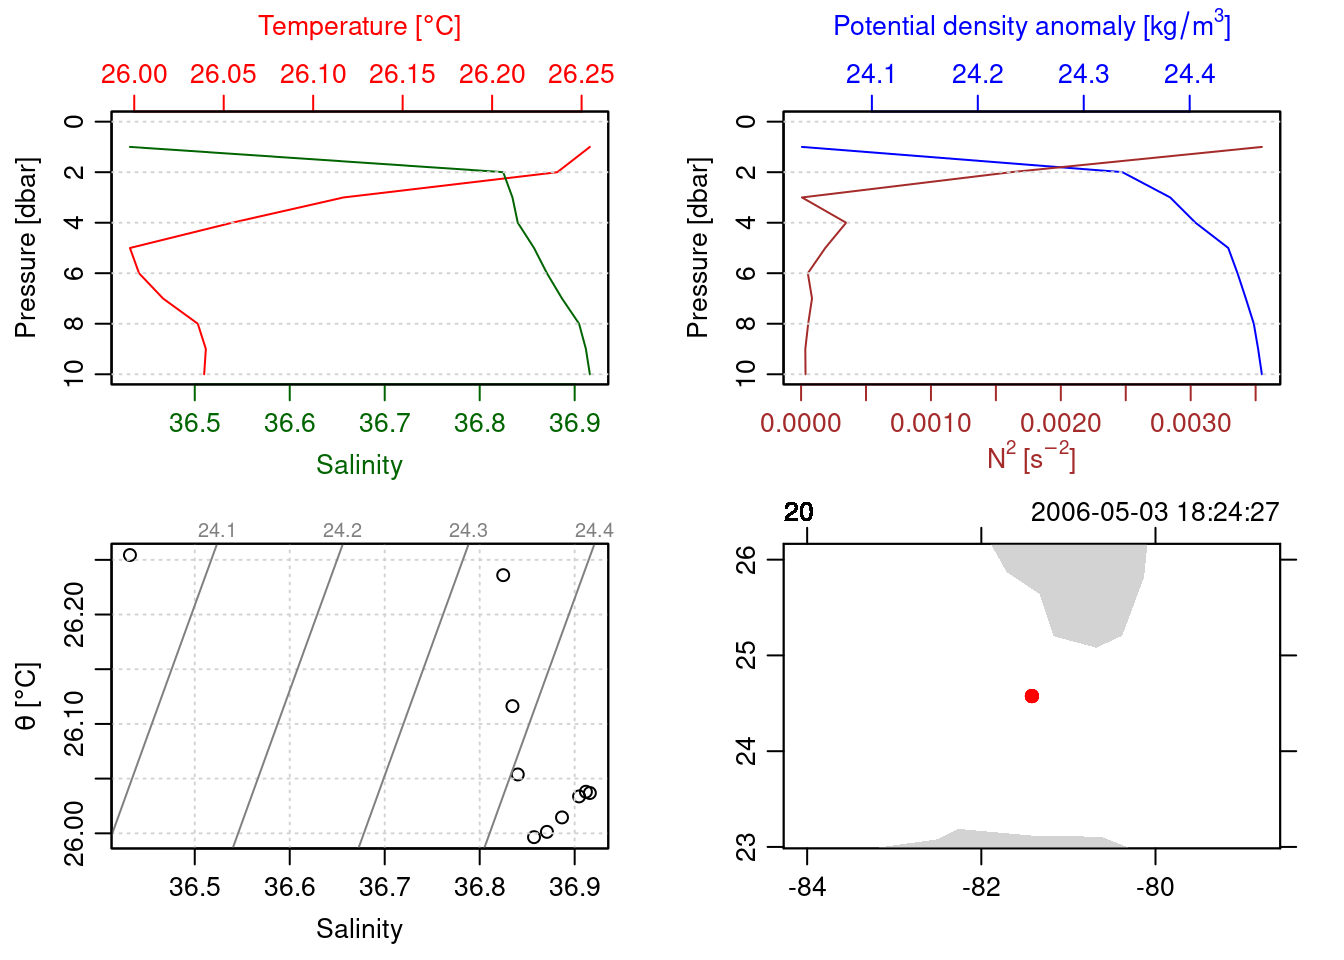 Temperature [°C]
26.00 26.05 26.10 26.15 26.20 26.25
Pressure [dbar]
0
2
4
6
8
10
36.5 36.6 36.7 36.8 36.9
Salinity
Potential density anomaly [kg/m³]
24.1 24.2 24.3 24.4
Pressure [dbar]
0
2
4
6
8
10
0.0000 0.0010 0.0020 0.0030
N² [s⁻²]
24.1 24.2 24.3 24.4
θ [°C]
26.20
26.10
26.00
36.5 36.6 36.7 36.8 36.9
Salinity
20 2006-05-03 18:24:27
26
25
24
23
-84 -82 -80